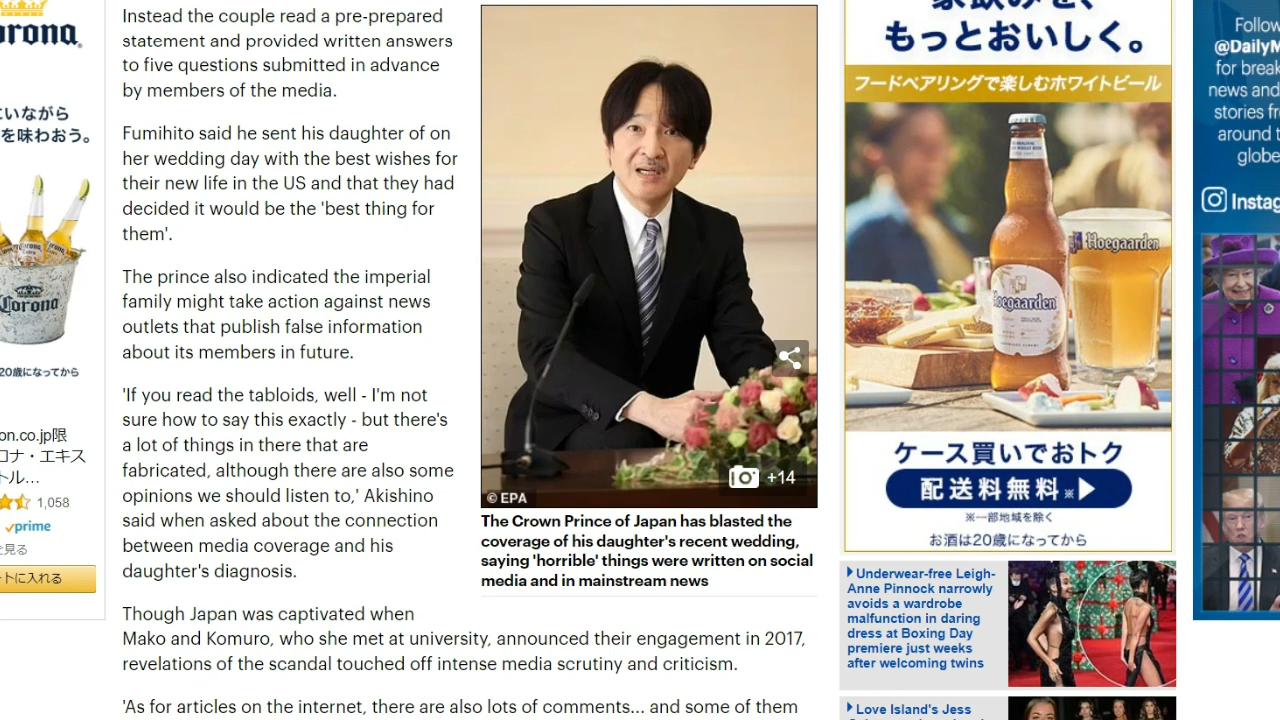 orona
にいながら
を味わおう。
Corona
20歳になってから
on.co.jp限
ロナ・エキス
トル...
1,058
prime
を見る
トに入れる
Instead the couple read a pre-prepared
statement and provided written answers
to five questions submitted in advance
by members of the media.
Fumihito said he sent his daughter of on
her wedding day with the best wishes for
their new life in the US and that they had
decided it would be the 'best thing for
them'.
The prince also indicated the imperial
family might take action against news
outlets that publish false information
about its members in future.
'If you read the tabloids, well - I'm not
sure how to say this exactly - but there's
a lot of things in there that are
fabricated, although there are also some
opinions we should listen to,' Akishino
said when asked about the connection
between media coverage and his
daughter's diagnosis.
Though Japan was captivated when
Mako and Komuro, who she met at university, announced their engagement in 2017,
revelations of the scandal touched off intense media scrutiny and criticism.
'As for articles on the internet, there are also lots of comments... and some of them
+14
© EPA
The Crown Prince of Japan has blasted the
coverage of his daughter's recent wedding,
saying 'horrible' things were written on social
media and in mainstream news
家飲みを、
もっとおいしく。
フードペアリングで楽しむホワイトビール
Hoegaarden
Hoegaarden
ケース買いでおトク
配送料無料※
※一部地域を除く
お酒は20歳になってから
Underwear-free Leigh-
Anne Pinnock narrowly
avoids a wardrobe
malfunction in daring
dress at Boxing Day
premiere just weeks
after welcoming twins
Love Island's Jess
Follow
@DailyM
for break
news and
stories fr
around t
globe
Instag